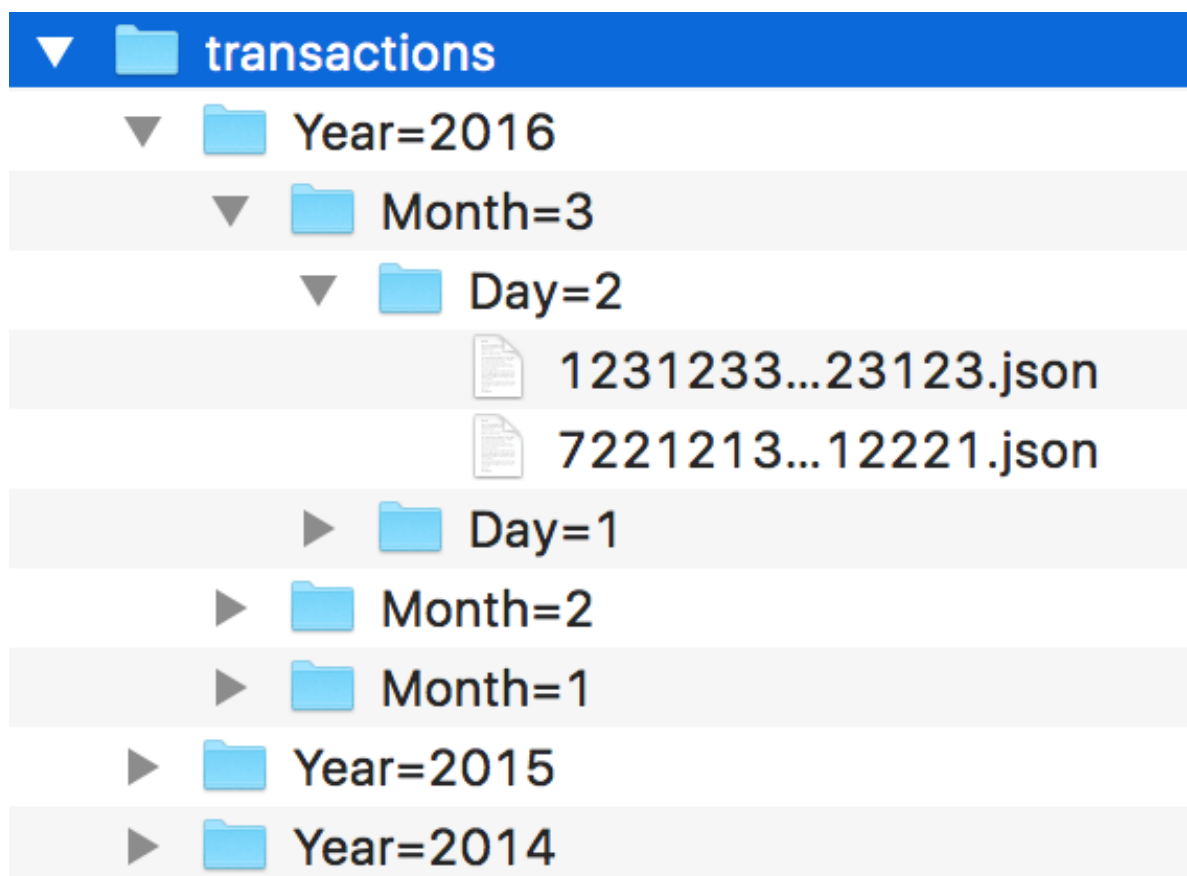 transactions
Year=2016
Month=3
Day=2
1231233...23123.json
7221213...12221.json
Day=1
Month=2
Month=1
Year=2015
Year=2014